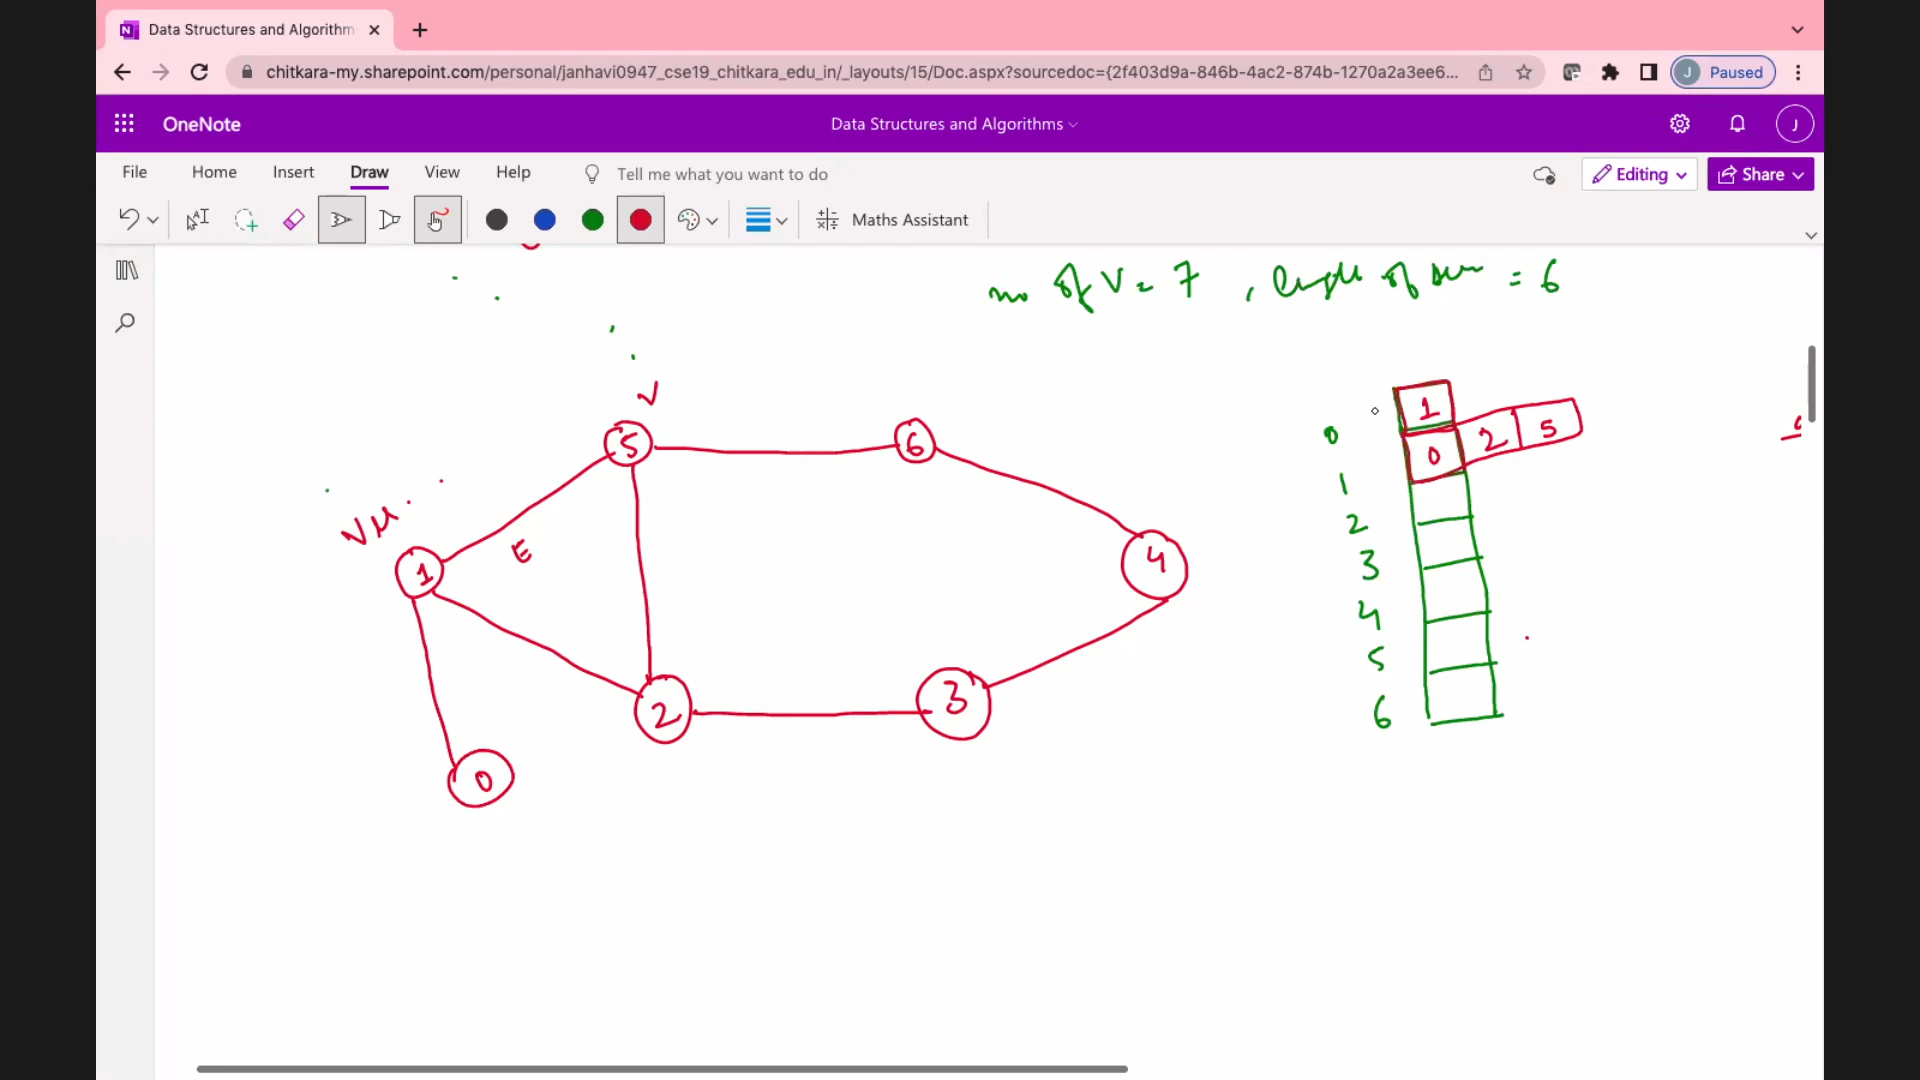 Data Structures and Algorithm
chitkara-my.sharepoint.com/personal/janhavi0947_cse19_chitkara_edu_in/_layouts/15/Doc.aspx?sourcedoc={2f403d9a-846b-4ac2-874b-1270a2a3ee6...
J Paused
OneNote
Data Structures and Algorithms
J
File Home Insert Draw View Help Tell me what you want to do
Editing
Share
Maths Assistant
no of V = 7 , length of = 6
V
5 6
1
0 0 2 5
1
2
3
4
5
6
V
E
1
4
2
3
0